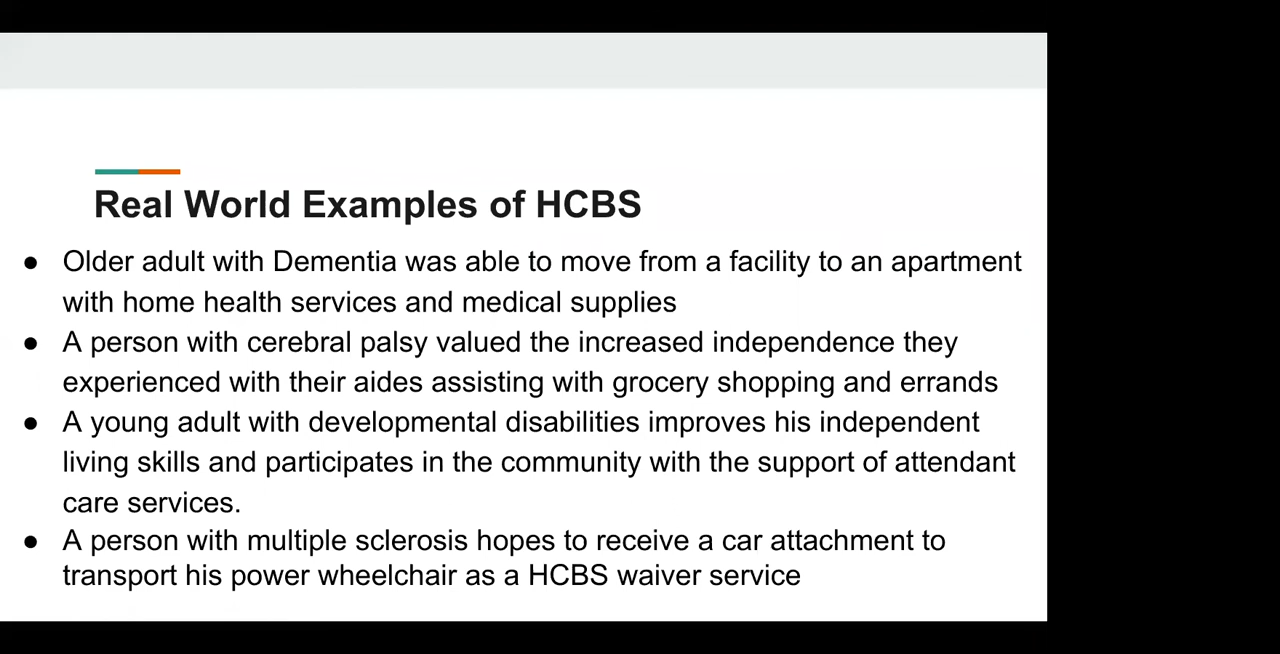 Real World Examples of HCBS
● Older adult with Dementia was able to move from a facility to an apartment
with home health services and medical supplies
● A person with cerebral palsy valued the increased independence they
experienced with their aides assisting with grocery shopping and errands
● A young adult with developmental disabilities improves his independent
living skills and participates in the community with the support of attendant
care services.
● A person with multiple sclerosis hopes to receive a car attachment to
transport his power wheelchair as a HCBS waiver service